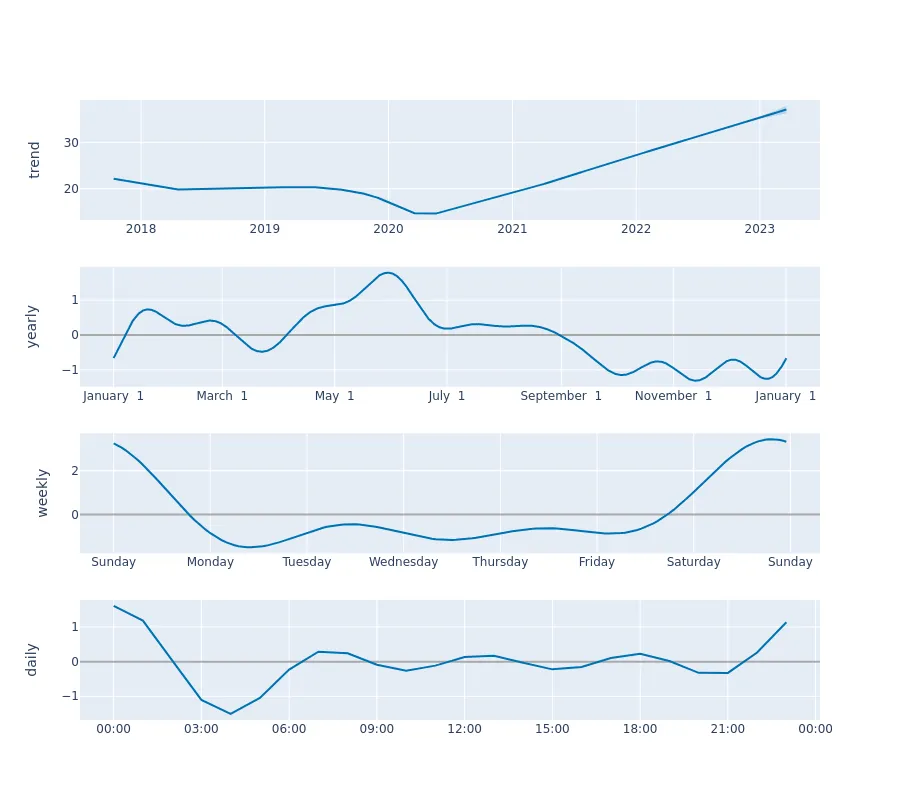 trend
30
20
2018 2019 2020 2021 2022 2023
yearly
1
0
−1
January 1 March 1 May 1 July 1 September 1 November 1 January 1
weekly
2
0
Sunday Monday Tuesday Wednesday Thursday Friday Saturday Sunday
daily
1
0
−1
00:00 03:00 06:00 09:00 12:00 15:00 18:00 21:00 00:00